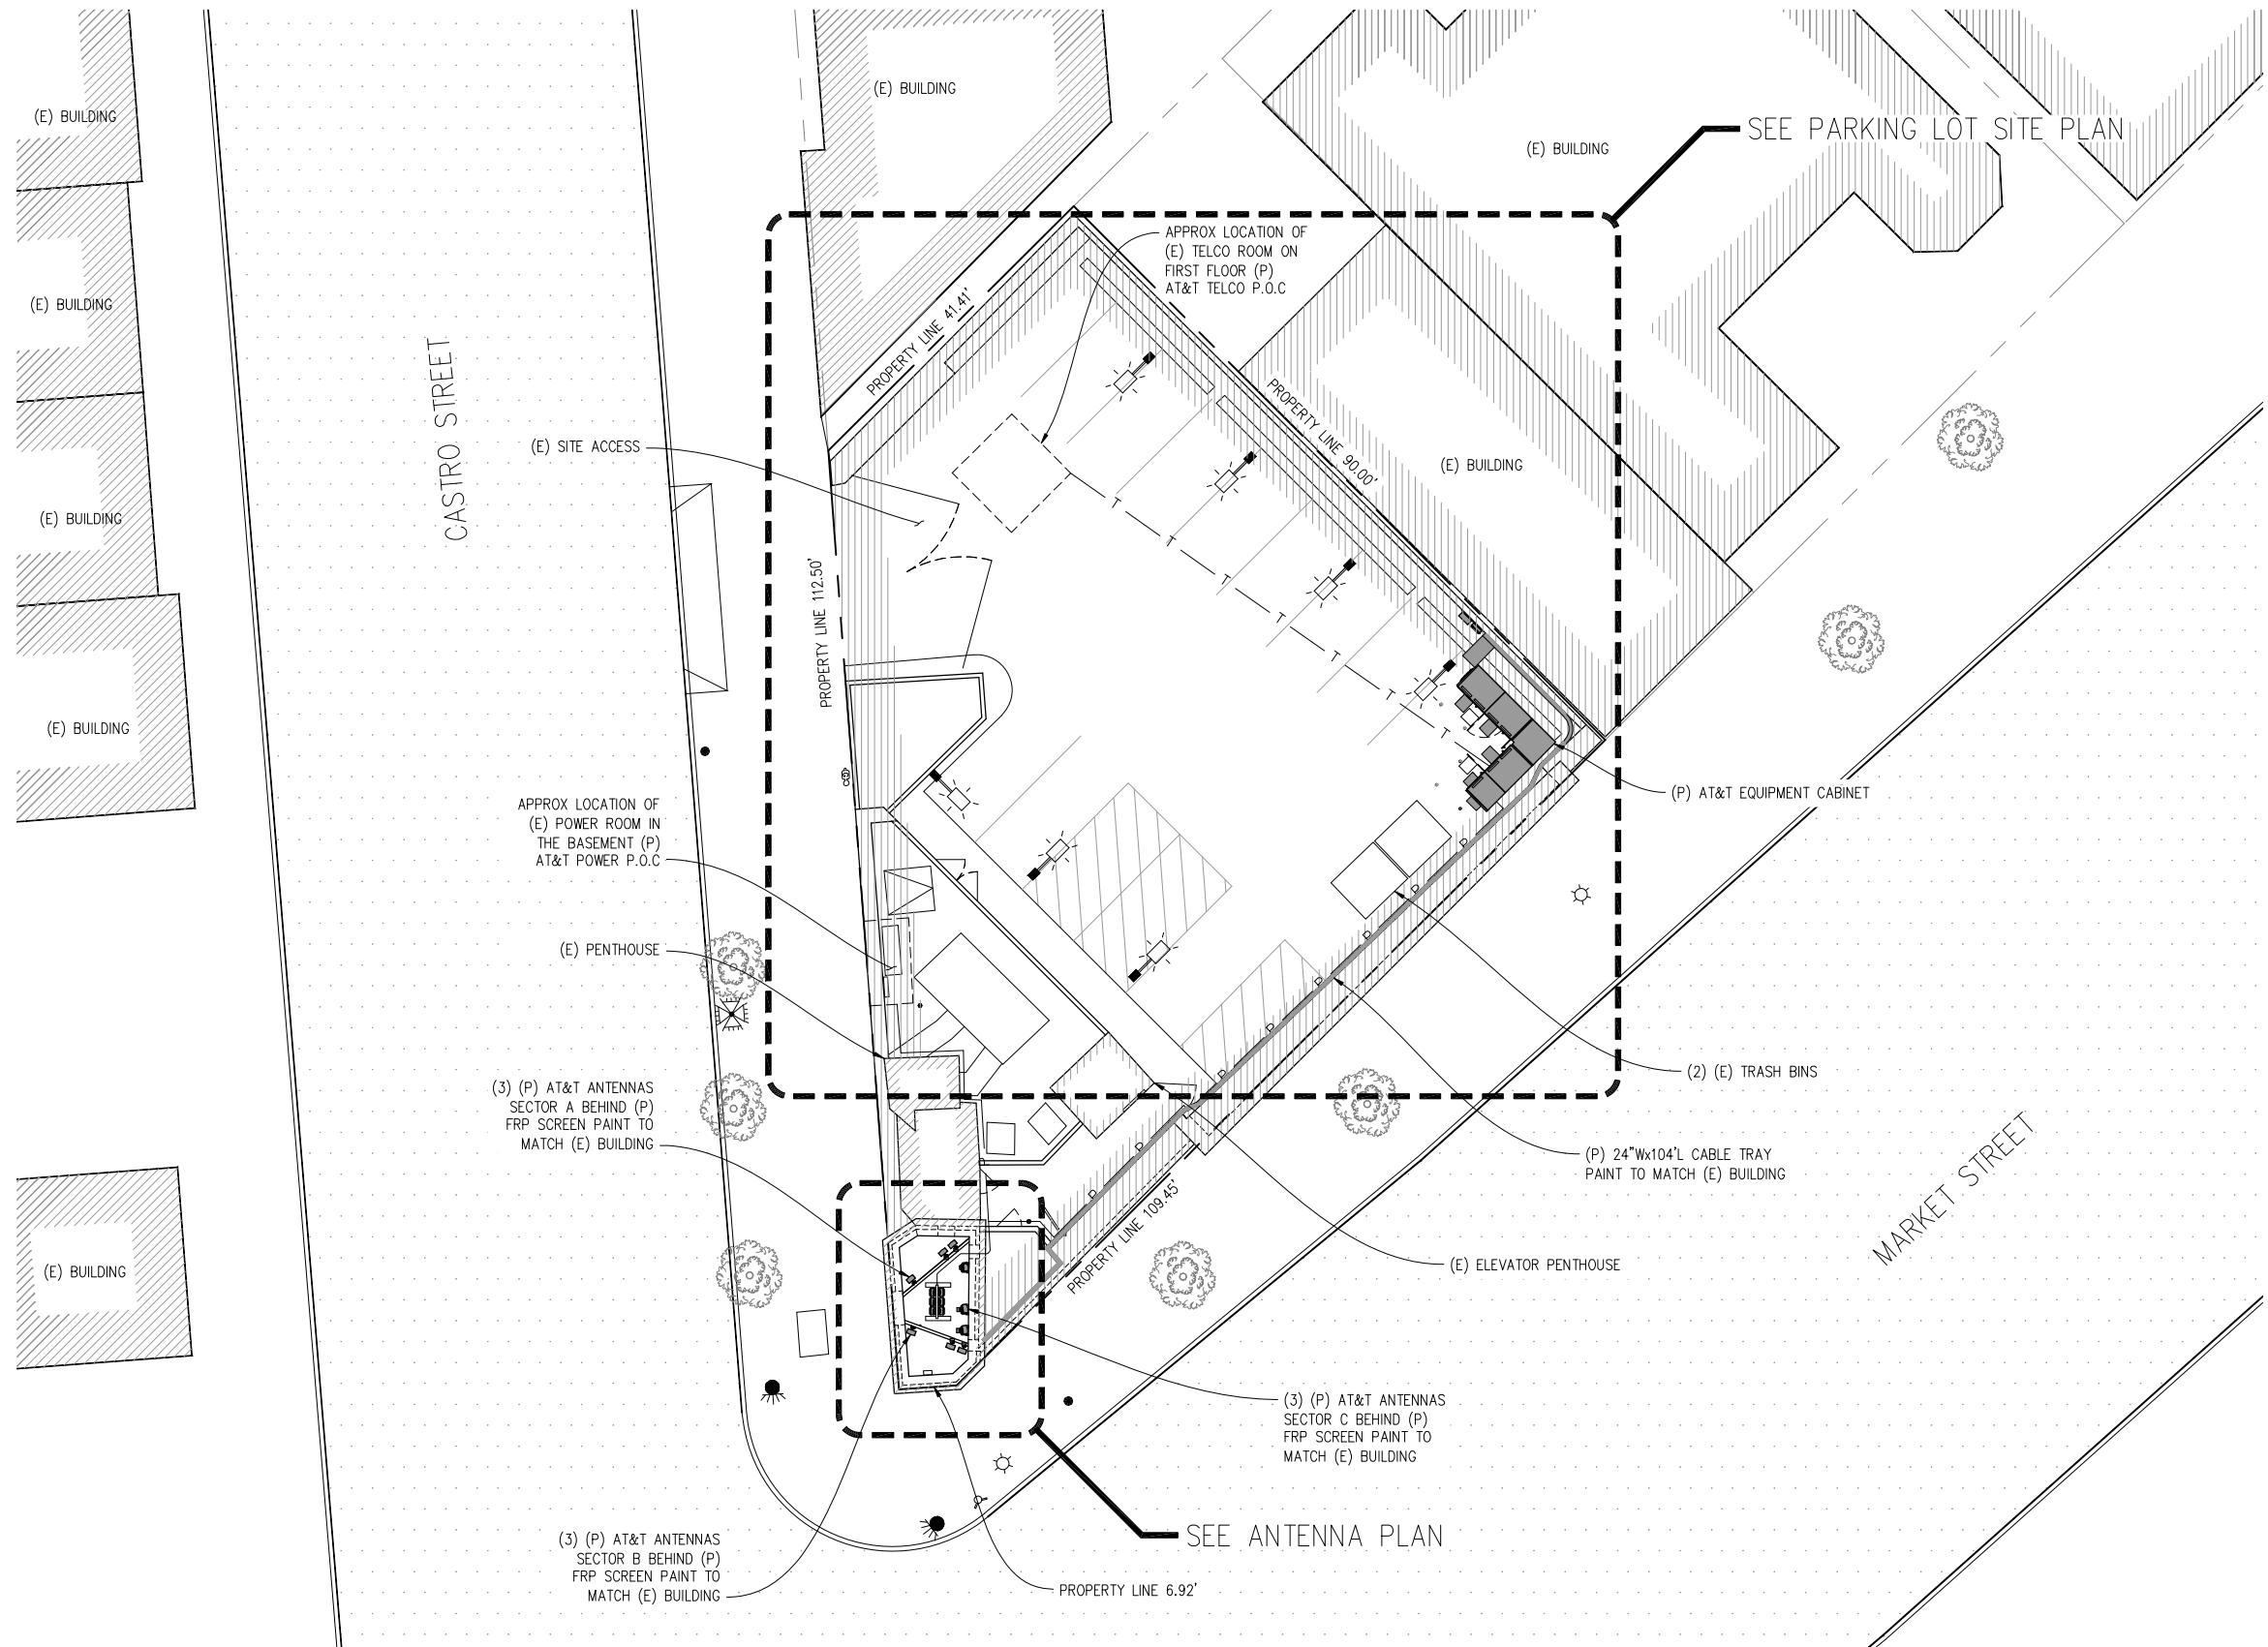 (E) BUILDING
(E) BUILDING
SEE PARKING LOT SITE PLAN
(E) BUILDING
APPROX LOCATION OF
(E) TELCO ROOM ON
FIRST FLOOR (P)
AT&T TELCO P.O.C
(E) BUILDING
PROPERTY LINE 41.41'
CASTRO STREET
PROPERTY LINE 90.00'
(E) SITE ACCESS
(E) BUILDING
(E) BUILDING
T
T
T
T
T
T
T
PROPERTY LINE 112.50'
(E) BUILDING
(P) AT&T EQUIPMENT CABINET
APPROX LOCATION OF
(E) POWER ROOM IN
THE BASEMENT (P)
AT&T POWER P.O.C
P
P
P
P
P
P
P
P
(E) PENTHOUSE
(2) (E) TRASH BINS
(3) (P) AT&T ANTENNAS
SECTOR A BEHIND (P)
FRP SCREEN PAINT TO
MATCH (E) BUILDING
(P) 24"Wx104'L CABLE TRAY
PAINT TO MATCH (E) BUILDING
MARKET STREET
PROPERTY LINE 109.45'
(E) ELEVATOR PENTHOUSE
(E) BUILDING
(3) (P) AT&T ANTENNAS
SECTOR C BEHIND (P)
FRP SCREEN PAINT TO
MATCH (E) BUILDING
SEE ANTENNA PLAN
(3) (P) AT&T ANTENNAS
SECTOR B BEHIND (P)
FRP SCREEN PAINT TO
MATCH (E) BUILDING
PROPERTY LINE 6.92'